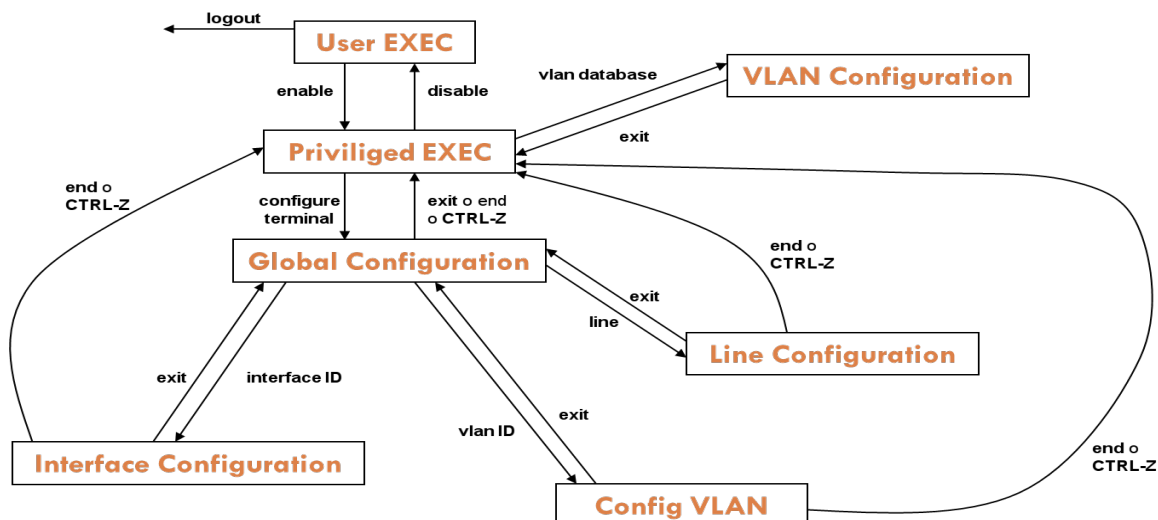 logout
User EXEC
enable
disable
vlan database
VLAN Configuration
exit
Priviliged EXEC
end o
CTRL-Z
configure
terminal
exit o end
o CTRL-Z
Global Configuration
end o
CTRL-Z
exit
line
Line Configuration
exit
interface ID
vlan ID
exit
Interface Configuration
end o
CTRL-Z
Config VLAN